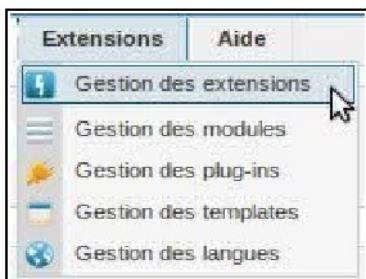 Extensions Aide
Gestion des extensions
Gestion des modules
Gestion des plug-ins
Gestion des templates
Gestion des langues